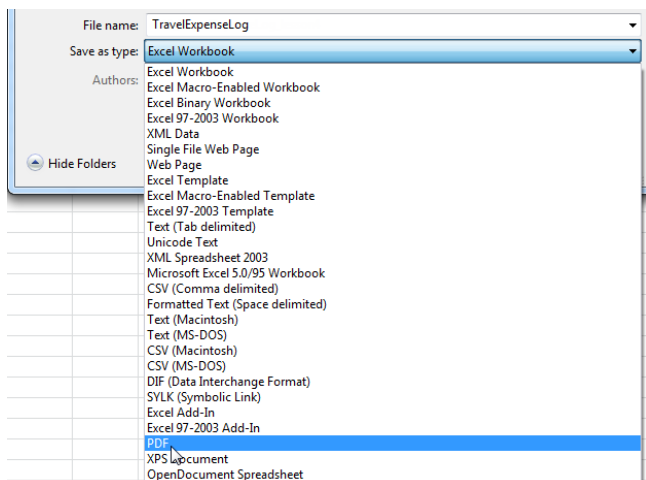 File name: TravelExpenseLog
Save as type: Excel Workbook
Authors:
Excel Workbook
Excel Macro-Enabled Workbook
Excel Binary Workbook
Excel 97-2003 Workbook
XML Data
Single File Web Page
Hide Folders
Web Page
Excel Template
Excel Macro-Enabled Template
Excel 97-2003 Template
Text (Tab delimited)
Unicode Text
XML Spreadsheet 2003
Microsoft Excel 5.0/95 Workbook
CSV (Comma delimited)
Formatted Text (Space delimited)
Text (Macintosh)
Text (MS-DOS)
CSV (Macintosh)
CSV (MS-DOS)
DIF (Data Interchange Format)
SYLK (Symbolic Link)
Excel Add-In
Excel 97-2003 Add-In
PDF
XPS Document
OpenDocument Spreadsheet